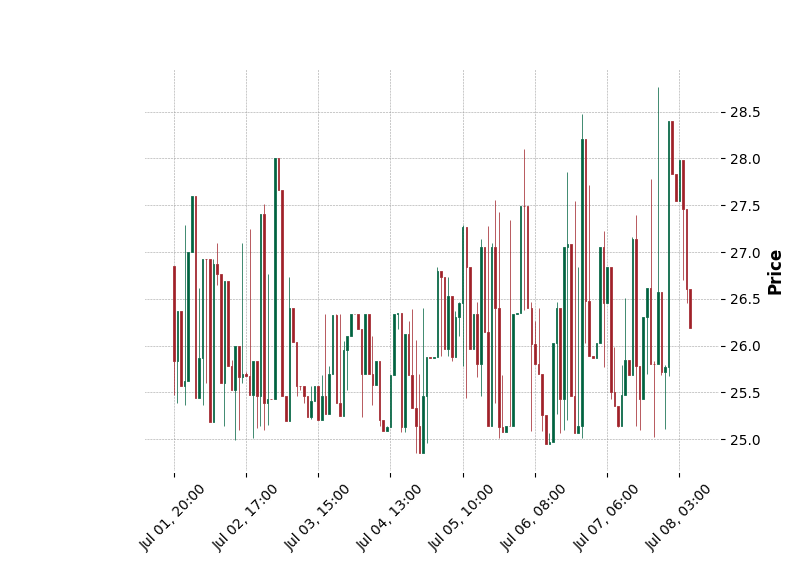 28.5
28.0
27.5
27.0
26.5
26.0
25.5
25.0
Price
Jul 01, 20:00
Jul 02, 17:00
Jul 03, 15:00
Jul 04, 13:00
Jul 05, 10:00
Jul 06, 08:00
Jul 07, 06:00
Jul 08, 03:00